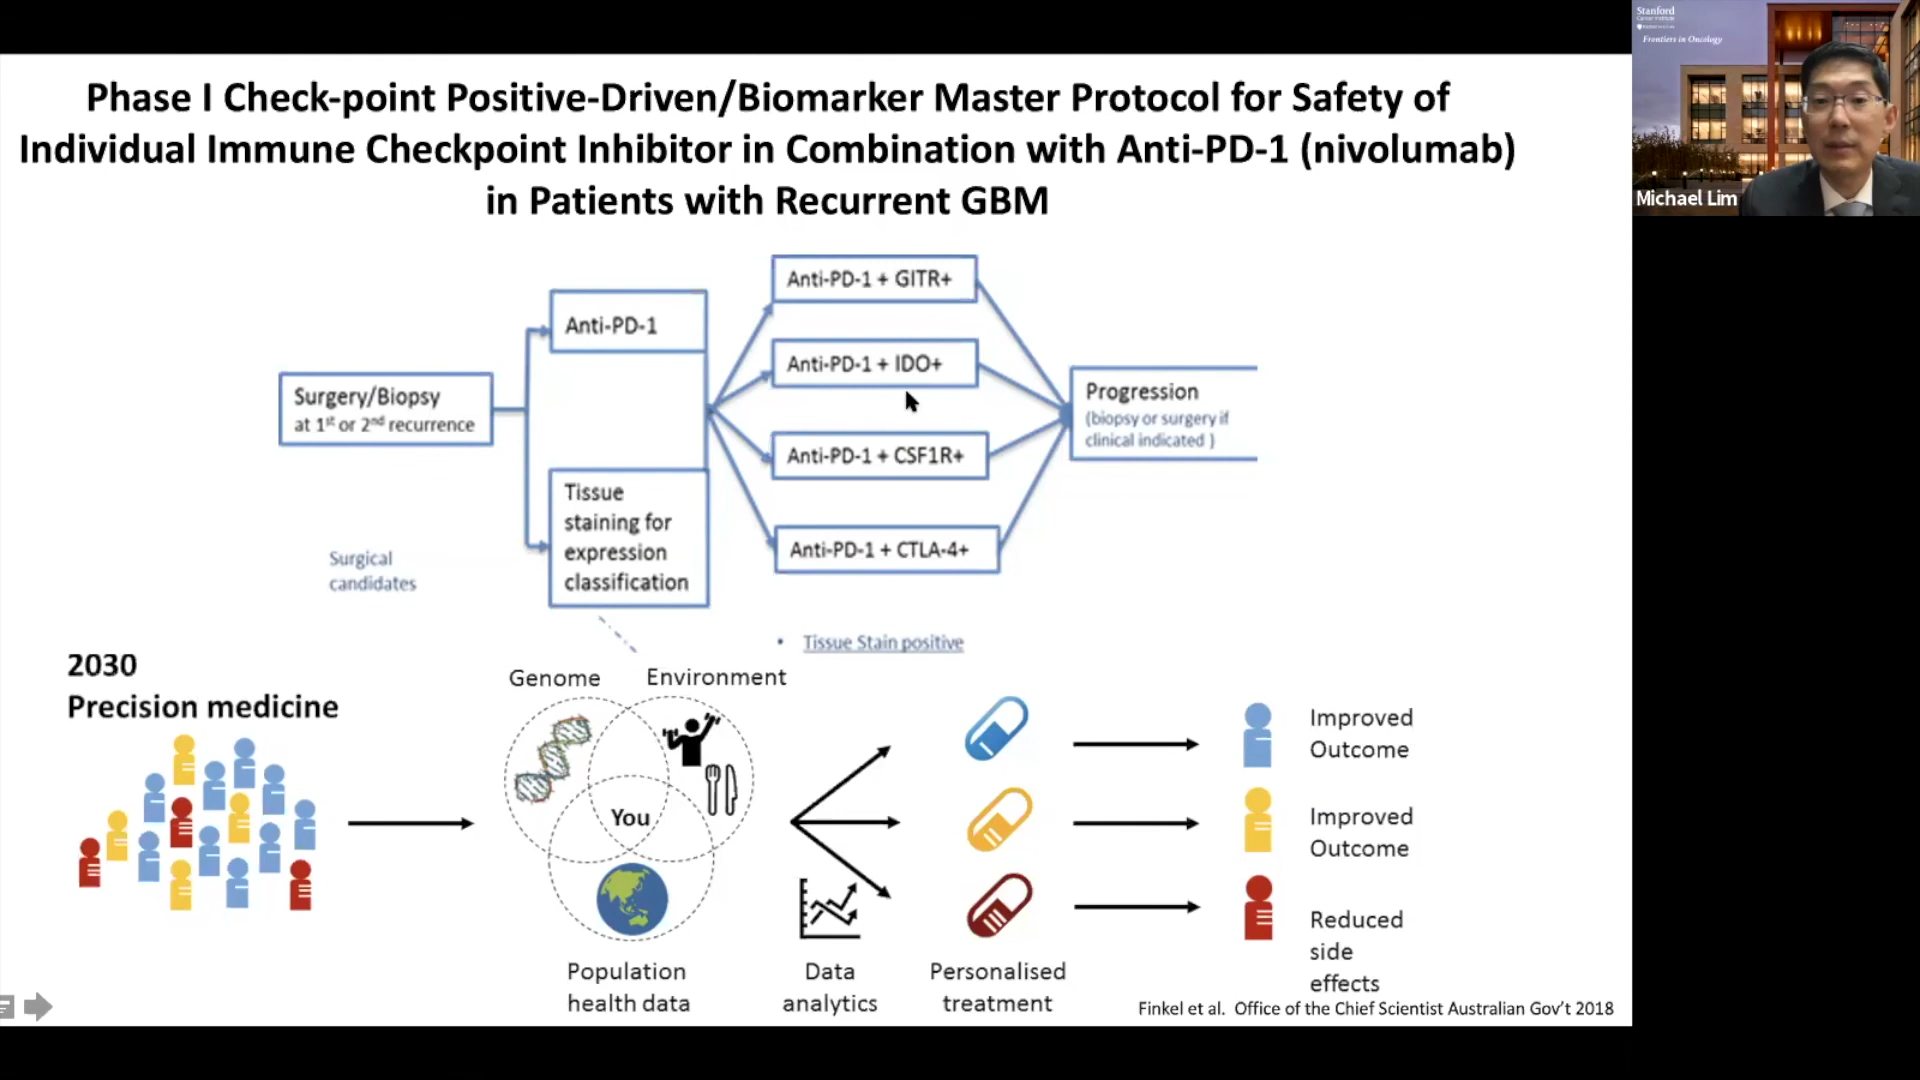 Phase I Check-point Positive-Driven/Biomarker Master Protocol for Safety of
Individual Immune Checkpoint Inhibitor in Combination with Anti-PD-1 (nivolumab)
in Patients with Recurrent GBM
Surgery/Biopsy
at 1st or 2nd recurrence
Surgical
candidates
Anti-PD-1
Tissue
staining for
expression
classification
Anti-PD-1 + GITR+
Anti-PD-1 + IDO+
Anti-PD-1 + CSF1R+
Anti-PD-1 + CTLA-4+
• Tissue Stain positive
Progression
(biopsy or surgery if
clinical indicated )
2030
Precision medicine
Genome
Environment
You
Population
health data
Data
analytics
Personalised
treatment
Improved
Outcome
Improved
Outcome
Reduced
side
effects
Finkel et al. Office of the Chief Scientist Australian Gov't 2018
Stanford
Frontiers in Oncology
Michael Lim